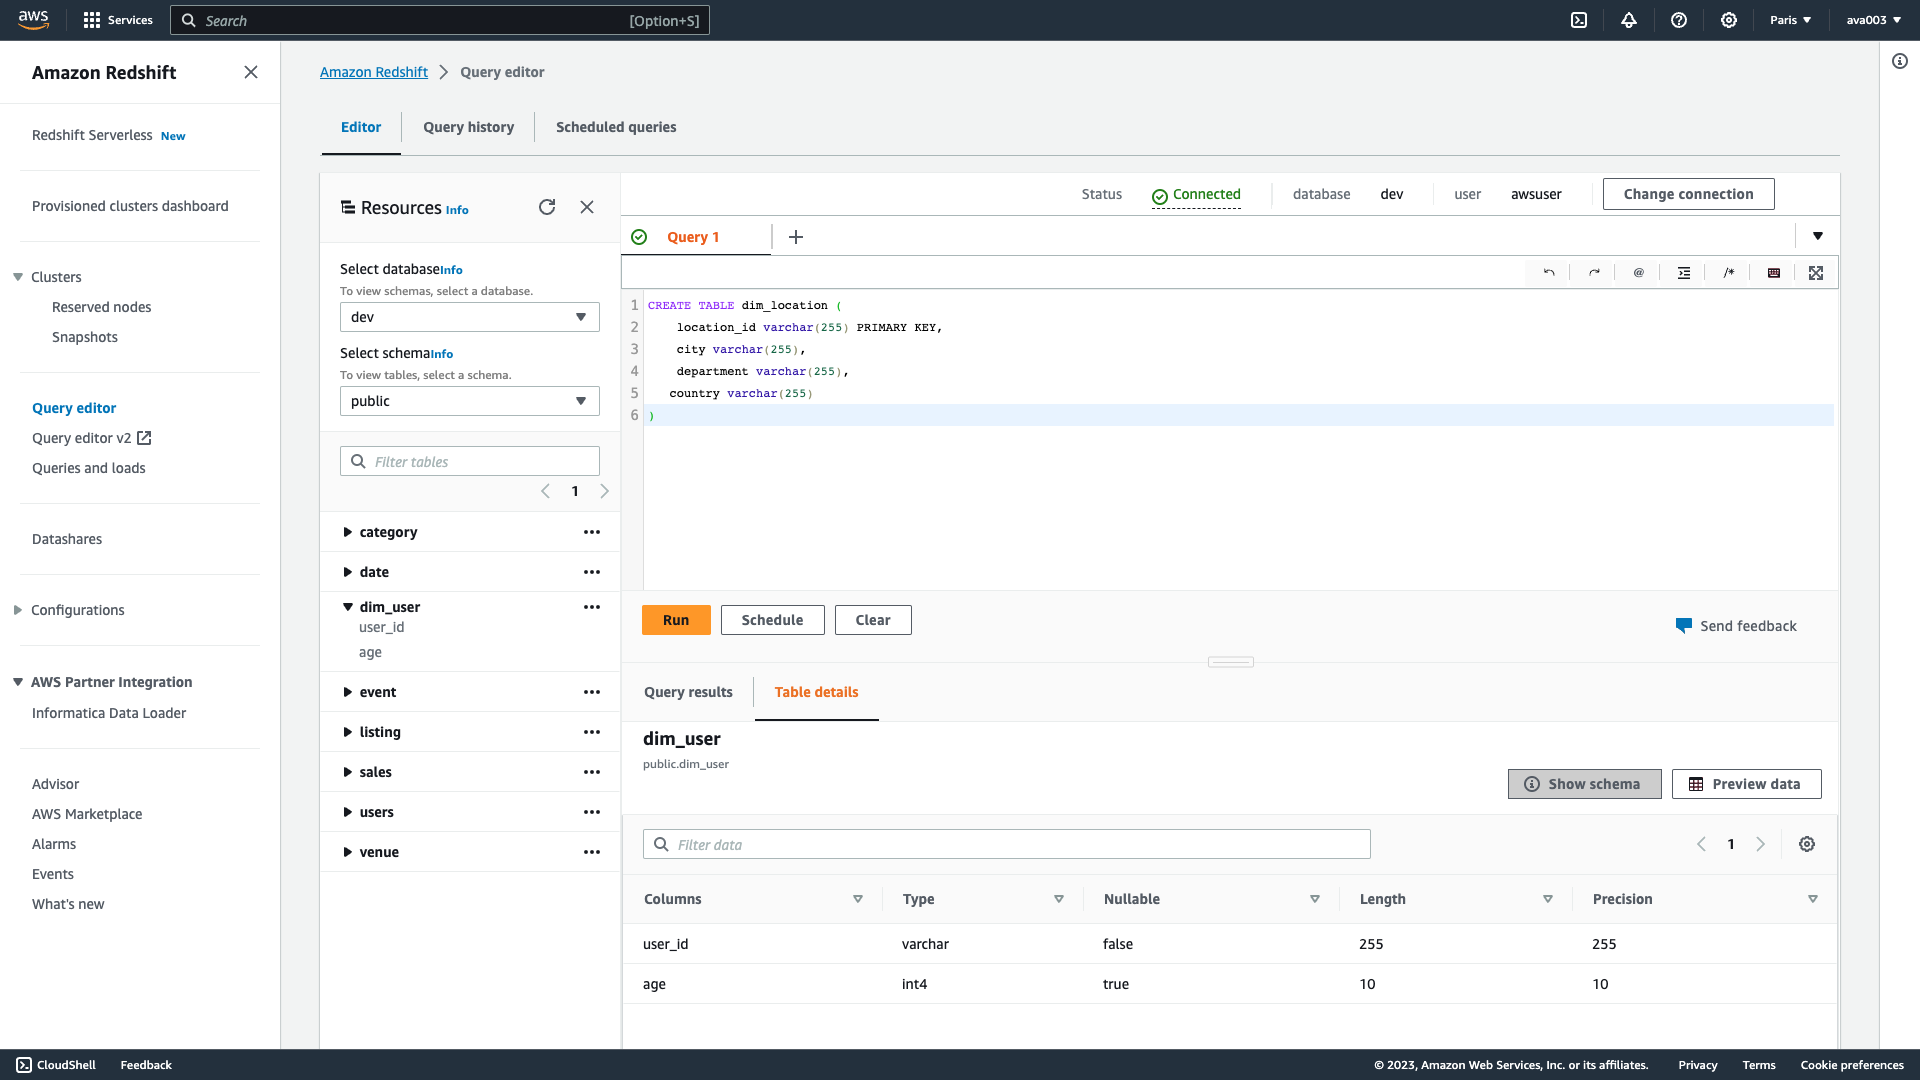 aws
Services
Search
[Option+S]
Paris
ava003
Amazon Redshift
Redshift Serverless New
Provisioned clusters dashboard
Clusters
Reserved nodes
Snapshots
Query editor
Query editor v2
Queries and loads
Datashares
Configurations
AWS Partner Integration
Informatica Data Loader
Advisor
AWS Marketplace
Alarms
Events
What's new
Amazon Redshift
Query editor
Editor
Query history
Scheduled queries
Resources Info
Select database Info
To view schemas, select a database.
dev
Select schema Info
To view tables, select a schema.
public
Filter tables
1
category
date
dim_user
user_id
age
event
listing
sales
users
venue
Status
Connected
database
dev
user
awsuser
Change connection
Query 1
@
/*
1 CREATE TABLE dim_location (
2 location_id varchar(255) PRIMARY KEY,
3 city varchar(255),
4 department varchar(255),
5 country varchar(255)
6 )
Run
Schedule
Clear
Send feedback
Query results
Table details
dim_user
public.dim_user
Show schema
Preview data
Filter data
1
Columns Type Nullable Length Precision
user_id varchar false 255 255
age int4 true 10 10
CloudShell
Feedback
© 2023, Amazon Web Services, Inc. or its affiliates.
Privacy
Terms
Cookie preferences